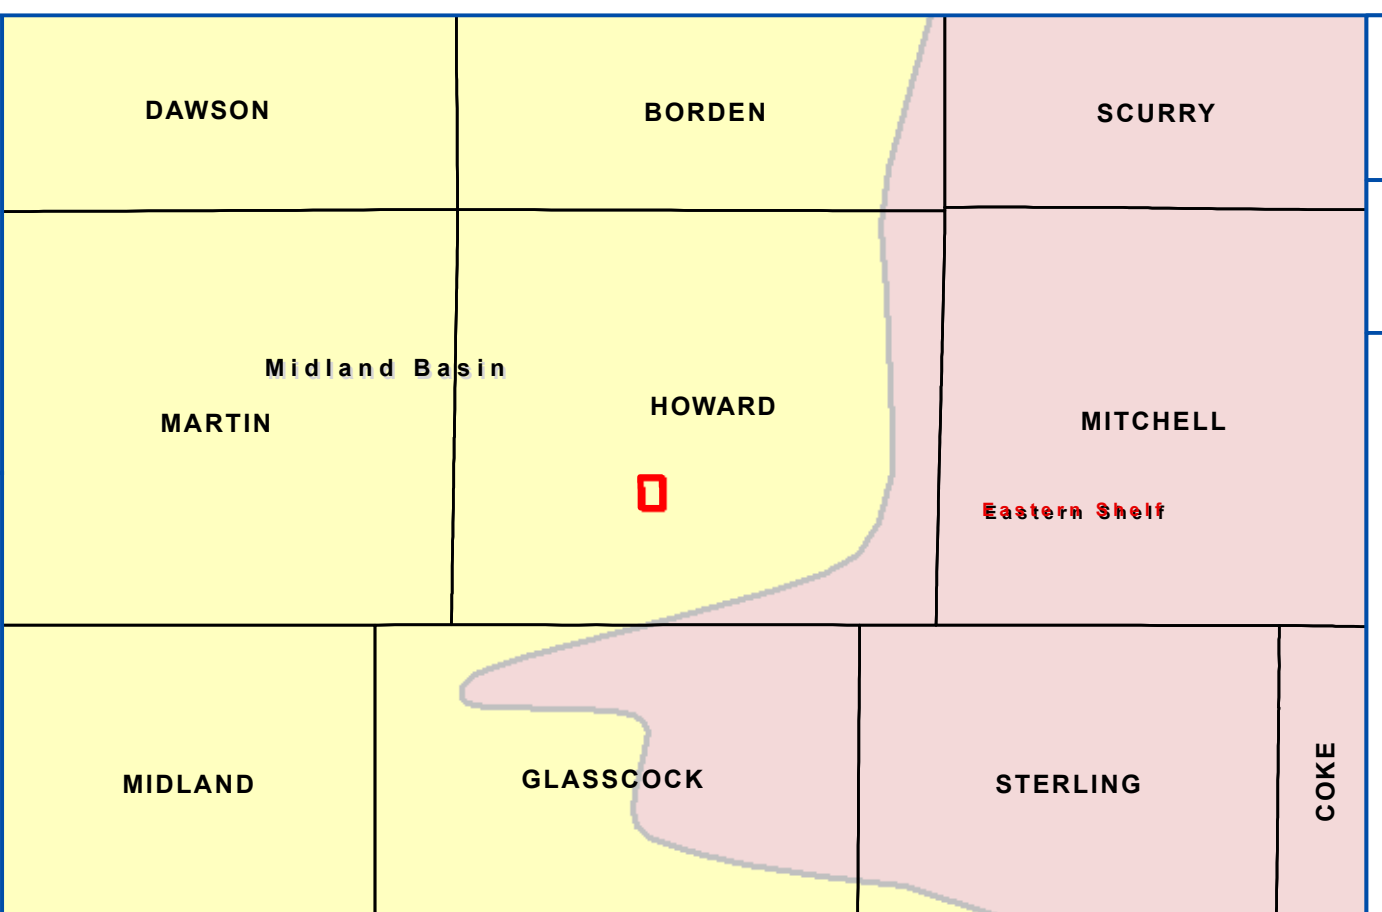 DAWSON
BORDEN
SCURRY
Midland Basin
MARTIN
HOWARD
MITCHELL
Eastern Shelf
MIDLAND
GLASSCOCK
STERLING
COKE